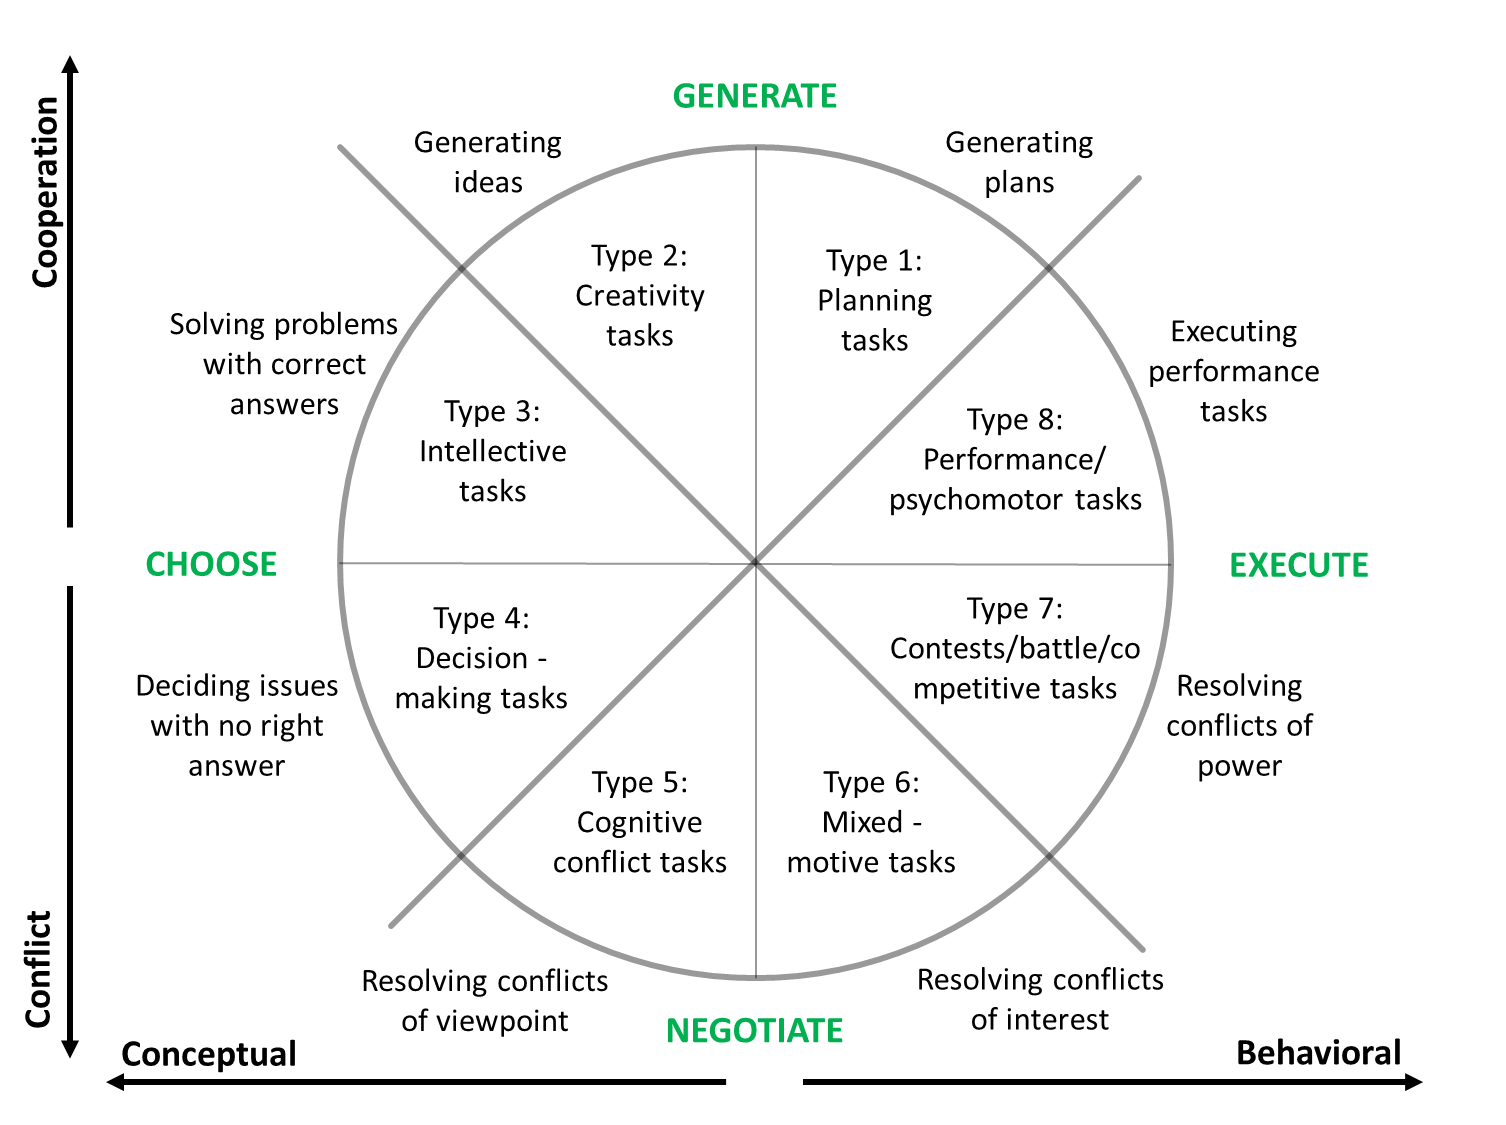 GENERATE
Generating
ideas
Generating
plans
Cooperation
Type 2:
Creativity
tasks
Type 1:
Planning
tasks
Solving problems
with correct
answers
Executing
performance
tasks
Type 3:
Intellective
tasks
Type 8:
Performance/
psychomotor tasks
CHOOSE
EXECUTE
Type 4:
Decision -
making tasks
Type 7:
Contests/battle/co
mpetitive tasks
Deciding issues
with no right
answer
Resolving
conflicts of
power
Type 5:
Cognitive
conflict tasks
Type 6:
Mixed -
motive tasks
Conflict
Resolving conflicts
of viewpoint
Resolving conflicts
of interest
NEGOTIATE
Conceptual
Behavioral